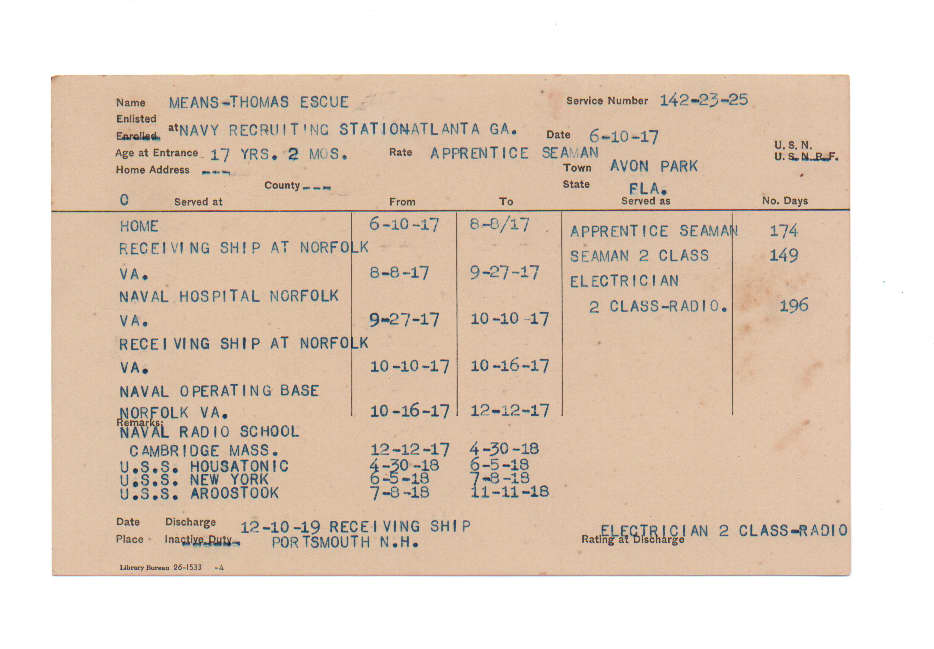 Name MEANS-THOMAS ESCUE Service Number 142-23-25
Enlisted
Enrolled at NAVY RECRUITING STATION ATLANTA GA. Date 6-10-17 U. S. N.
Age at Entrance 17 YRS. 2 MOS. Rate APPRENTICE SEAMAN U. S. N. R. F.
Home Address --- Town AVON PARK
County --- State FLA.
0 Served at From To Served as No. Days
HOME 6-10-17 8-8/17 APPRENTICE SEAMAN 174
RECEIVING SHIP AT NORFOLK SEAMAN 2 CLASS 149
VA. 8-8-17 9-27-17 ELECTRICIAN
NAVAL HOSPITAL NORFOLK 2 CLASS-RADIO. 196
VA. 9-27-17 10-10-17
RECEIVING SHIP AT NORFOLK
VA. 10-10-17 10-16-17
NAVAL OPERATING BASE
NORFOLK VA. 10-16-17 12-12-17
Remarks:
NAVAL RADIO SCHOOL
CAMBRIDGE MASS. 12-12-17 4-30-18
U.S.S. HOUSATONIC 4-30-18 6-5-18
U.S.S. NEW YORK 6-5-18 7-8-18
U.S.S. AROOSTOOK 7-8-18 11-11-18
Date Discharge 12-10-19 RECEIVING SHIP ELECTRICIAN 2 CLASS-RADIO
Place Inactive Duty PORTSMOUTH N.H. Rating at Discharge
Library Bureau 26-1533 -A